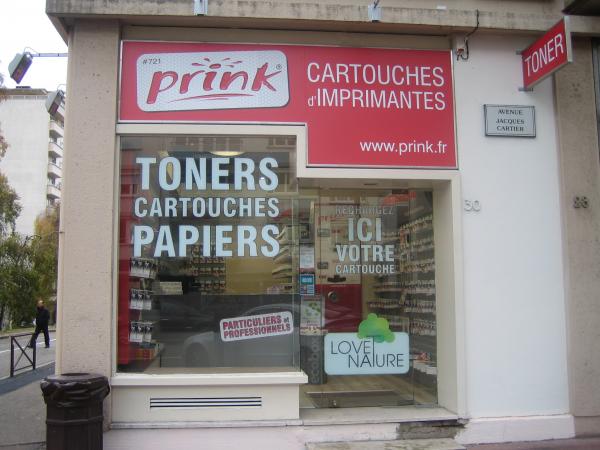 #721
prink®
CARTOUCHES
d'IMPRIMANTES
www.prink.fr
TONER
AVENUE
JACQUES
CARTIER
TONERS
CARTOUCHES
PAPIERS
RECHARGEZ
ICI
VOTRE
CARTOUCHE
30
PARTICULIERS et
PROFESSIONNELS
LOVE
NATURE